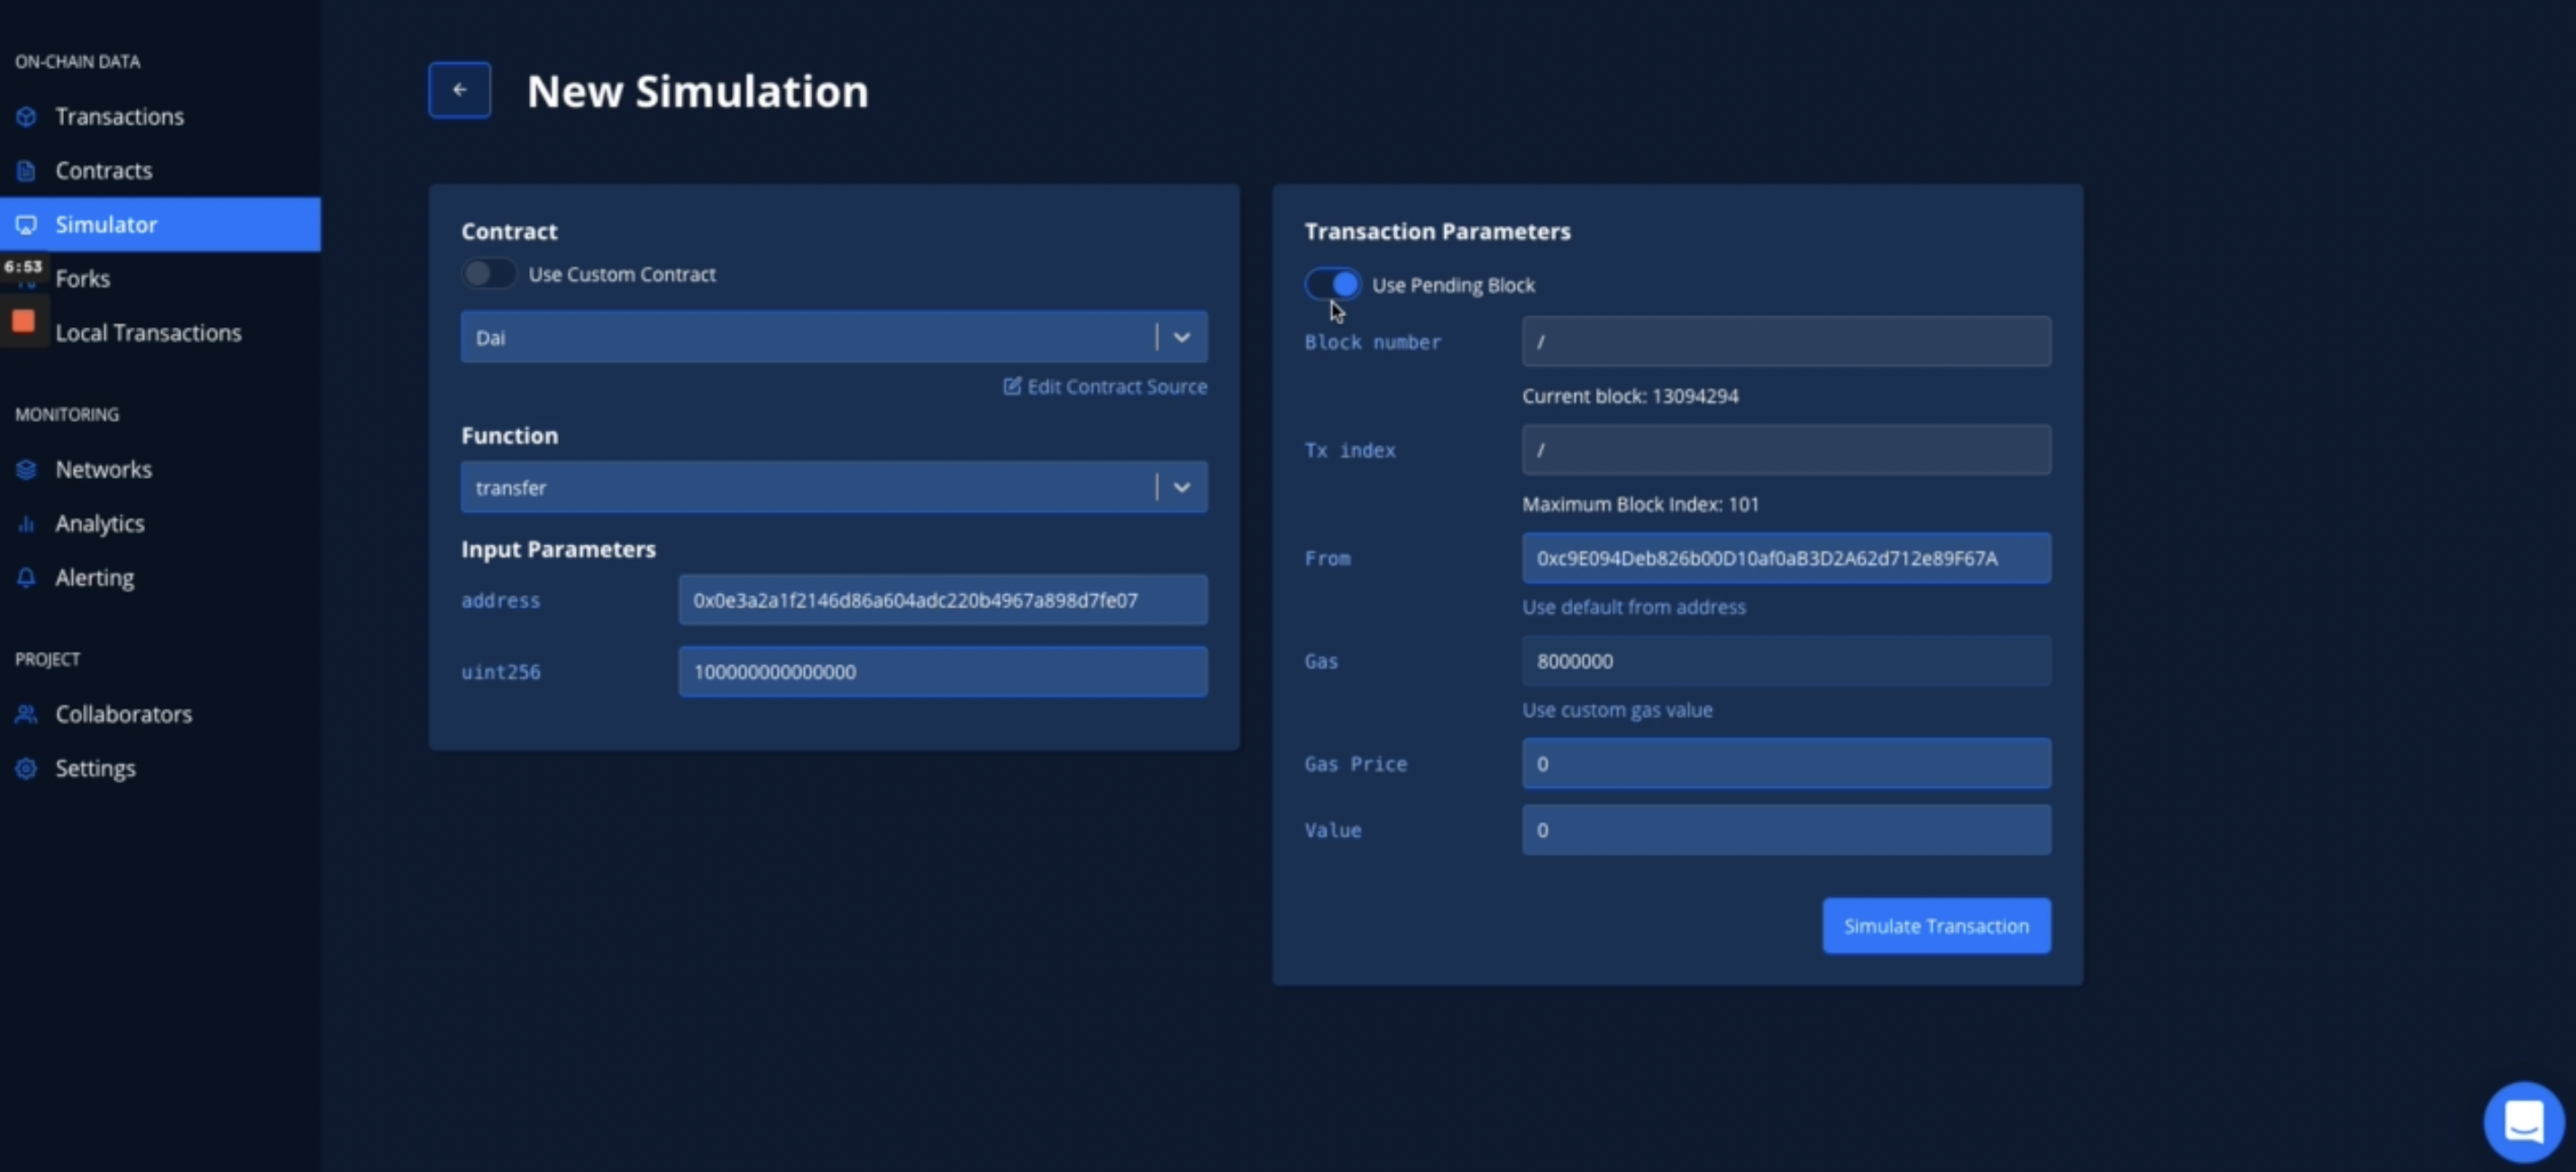 ON-CHAIN DATA
Transactions
Contracts
Simulator
6:53
Forks
Local Transactions
MONITORING
Networks
Analytics
Alerting
PROJECT
Collaborators
Settings
New Simulation
Contract
Use Custom Contract
Dai
Edit Contract Source
Function
transfer
Input Parameters
address 0x0e3a2a1f2146d86a604adc220b4967a898d7fe07
uint256 100000000000000
Transaction Parameters
Use Pending Block
Block number /
Current block: 13094294
Tx index /
Maximum Block Index: 101
From 0xc9E094Deb826b00D10af0aB3D2A62d712e89F67A
Use default from address
Gas 8000000
Use custom gas value
Gas Price 0
Value 0
Simulate Transaction